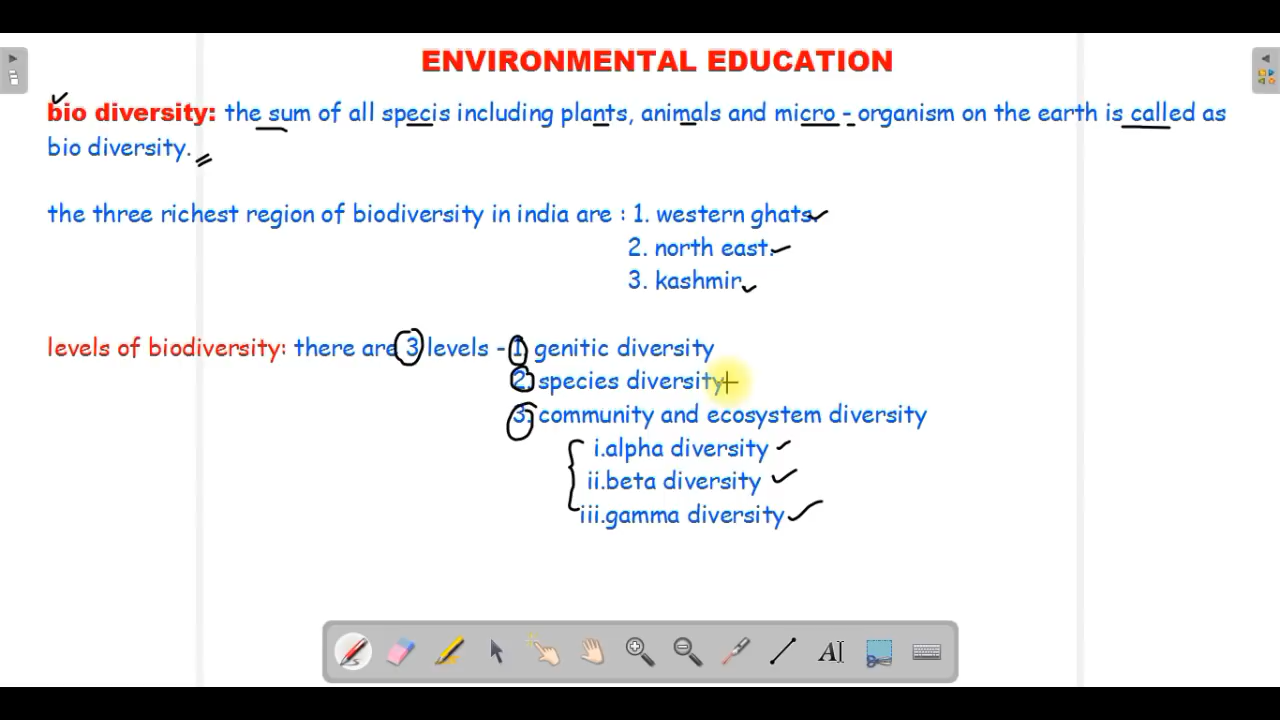 ENVIRONMENTAL EDUCATION
bio diversity: the sum of all specis including plants, animals and micro - organism on the earth is called as
bio diversity.
the three richest region of biodiversity in india are : 1. western ghats.
2. north east.
3. kashmir.
levels of biodiversity: there are 3 levels - 1. genitic diversity
2. species diversity
3. community and ecosystem diversity
i.alpha diversity
ii.beta diversity
iii.gamma diversity
AI